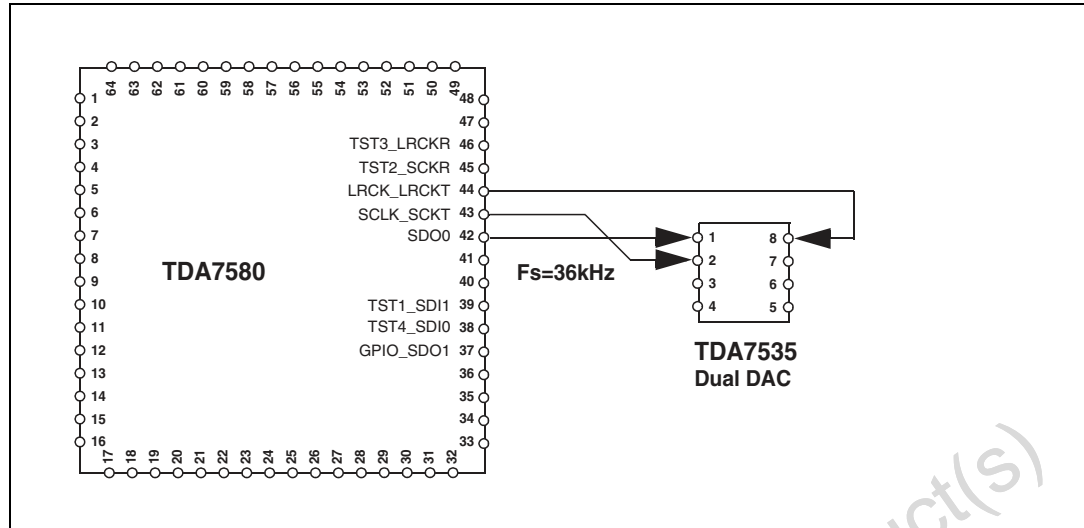 64 63 62 61 60 59 58 57 56 55 54 53 52 51 50 49
1
2
3
4
5
6
7
8
9
10
11
12
13
14
15
16
TDA7580
48
47
TST3_LRCKR 46
TST2_SCKR 45
LRCK_LRCKT 44
SCLK_SCKT 43
SDO0 42
41
40
TST1_SDI1 39
TST4_SDI0 38
GPIO_SDO1 37
36
35
34
33
17 18 19 20 21 22 23 24 25 26 27 28 29 30 31 32
Fs=36kHz
1 8
2 7
3 6
4 5
TDA7535
Dual DAC
uct(s)